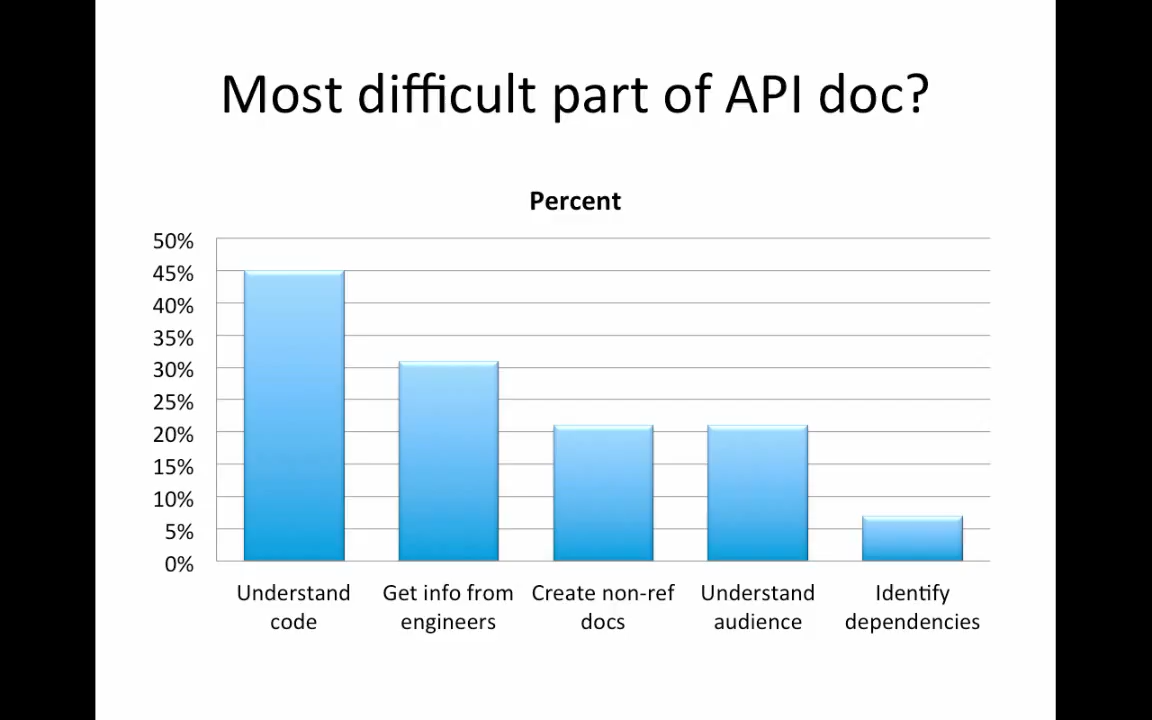 Most difficult part of API doc?
Percent
50%
45%
40%
35%
30%
25%
20%
15%
10%
5%
0%
Understand code
Get info from engineers
Create non-ref docs
Understand audience
Identify dependencies